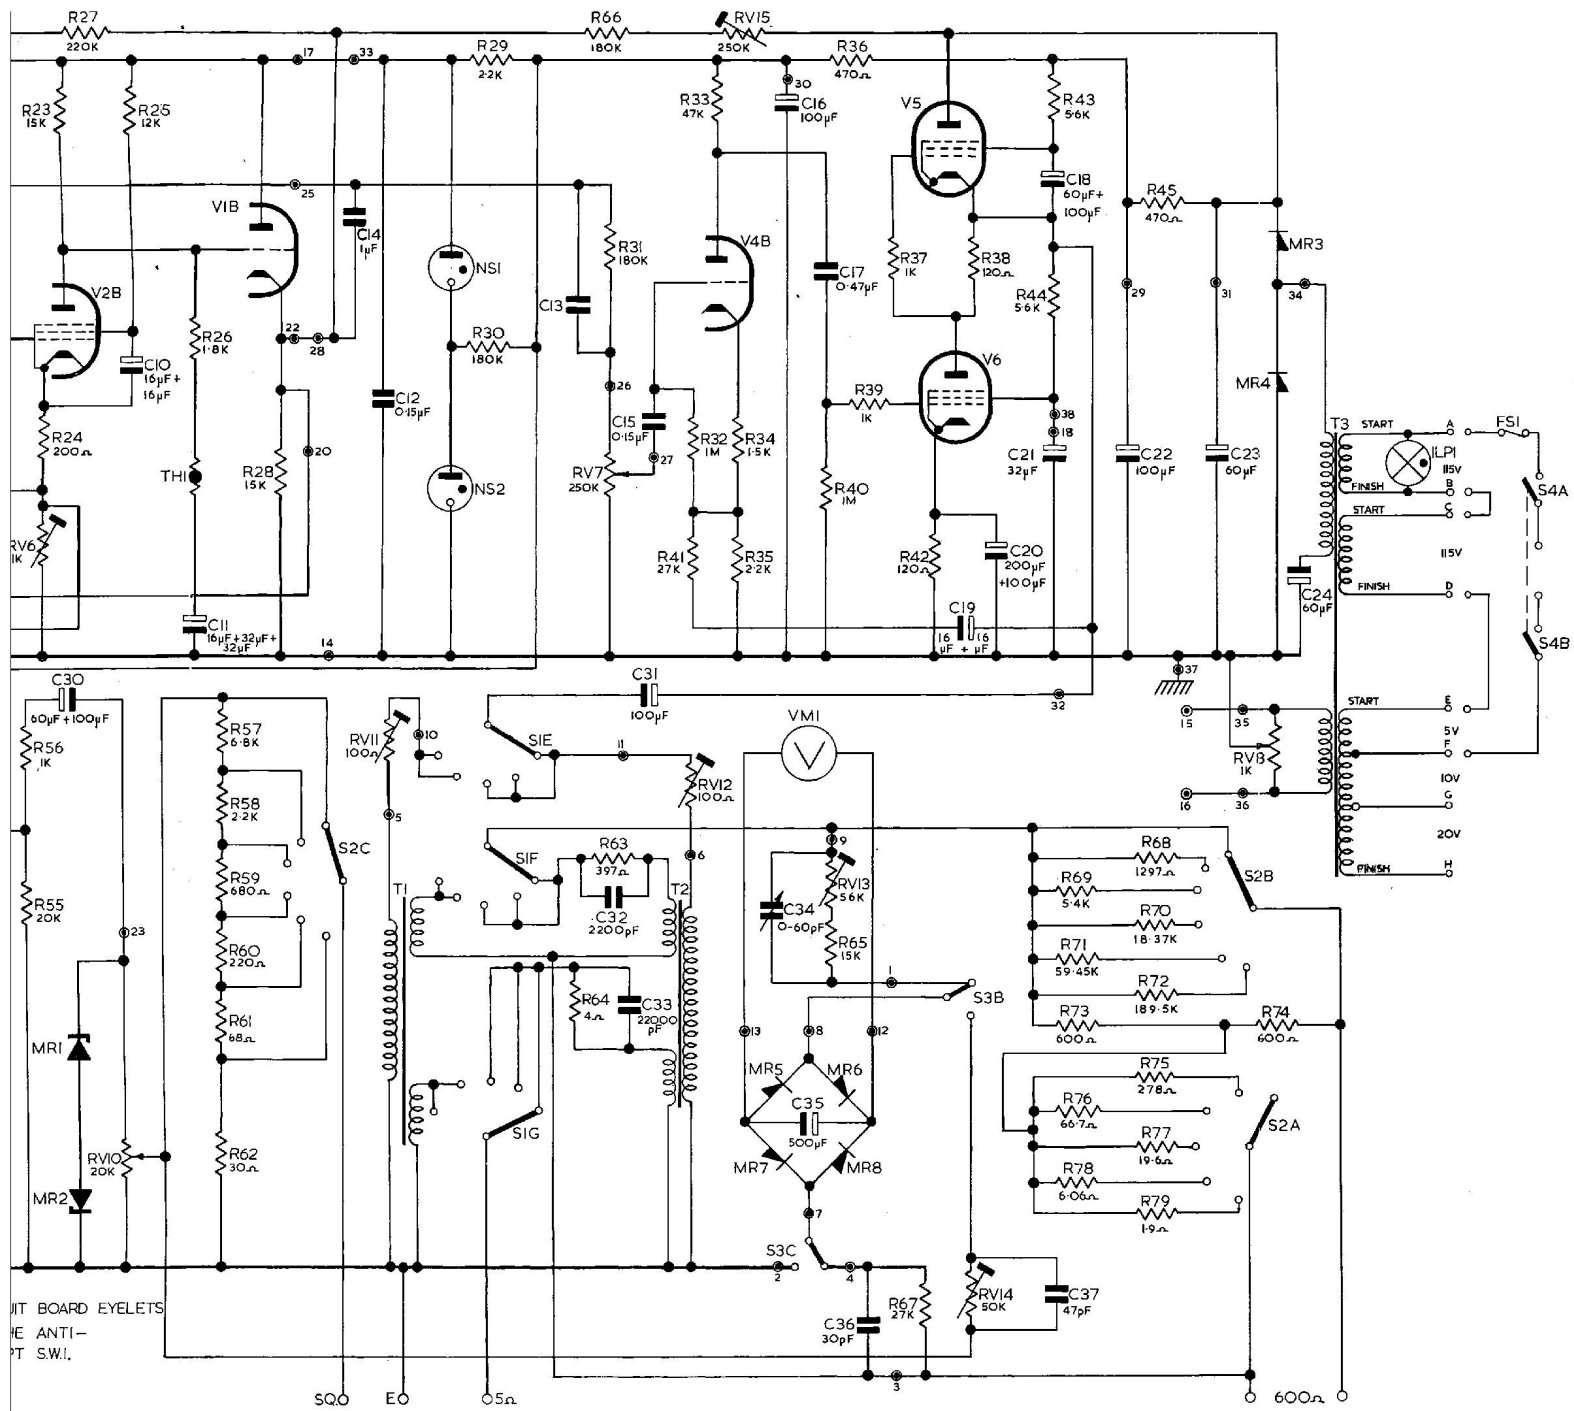 R27
220K
R66
180K
RV15
250K
17
33
R29
2.2K
R36
470Ω
R23
15K
R25
12K
R33
47K
30
C16
100µF
V5
R43
5.6K
25
V1B
C14
1µF
C18
60µF+
100µF
R45
470Ω
MR3
NS1
R31
180K
V4B
C17
0.47µF
R37
1K
R38
120Ω
R44
5.6K
29
31
34
V2B
C13
22
28
R26
1.8K
R30
180K
V6
C10
16µF+
16µF
26
MR4
C12
0.15µF
C15
0.15µF
R39
1K
38
18
T3
START
A
FS1
R24
200Ω
20
R32
1M
R34
1.5K
27
TH1
R28
15K
NS2
RV7
250K
R40
1M
C21
32µF
C22
100µF
C23
60µF
ILP1
115V
FINISH
B
S4A
START
C
RV6
1K
R41
27K
R35
2.2K
R42
120Ω
C20
200µF
+100µF
115V
C24
60µF
FINISH
D
C11
16µF+32µF+
32µF
14
C19
16
µF
+
16
µF
S4B
37
C30
60µF+100µF
C31
100µF
32
START
E
R57
6.8K
RV11
100Ω
10
S1E
11
VM1
15
35
5V
F
R56
1K
RV8
1K
RV12
100Ω
10V
R58
2.2K
16
36
G
5
S2C
R63
397Ω
S1F
6
9
20V
R68
1297Ω
R59
680Ω
T1
C32
2200pF
T2
RV13
56K
R69
5.4K
S2B
FINISH
H
R55
20K
C34
0-60pF
R70
18.37K
23
R60
220Ω
R65
15K
R71
59.45K
1
R64
4Ω
C33
22000
pF
S3B
R72
189.5K
R61
68Ω
13
8
12
R73
600Ω
R74
600Ω
MR1
MR5
MR6
R75
278Ω
C35
500µF
R76
66.7Ω
S1G
S2A
R77
19.6Ω
RV10
20K
R62
30Ω
MR7
MR8
R78
6.06Ω
MR2
7
R79
1.9Ω
S3C
2
4
UIT BOARD EYELETS
R67
27K
RV14
50K
C37
47pF
HE ANTI-
C36
30pF
PT S.W.1.
3
SQ.
E
5Ω
600Ω